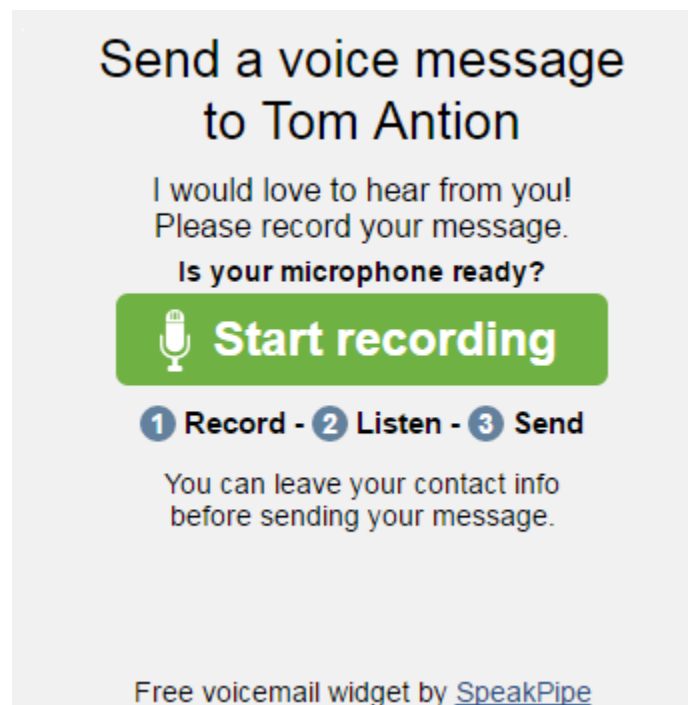 Send a voice message
to Tom Antion
I would love to hear from you!
Please record your message.
Is your microphone ready?
Start recording
1 Record - 2 Listen - 3 Send
You can leave your contact info
before sending your message.
Free voicemail widget by SpeakPipe